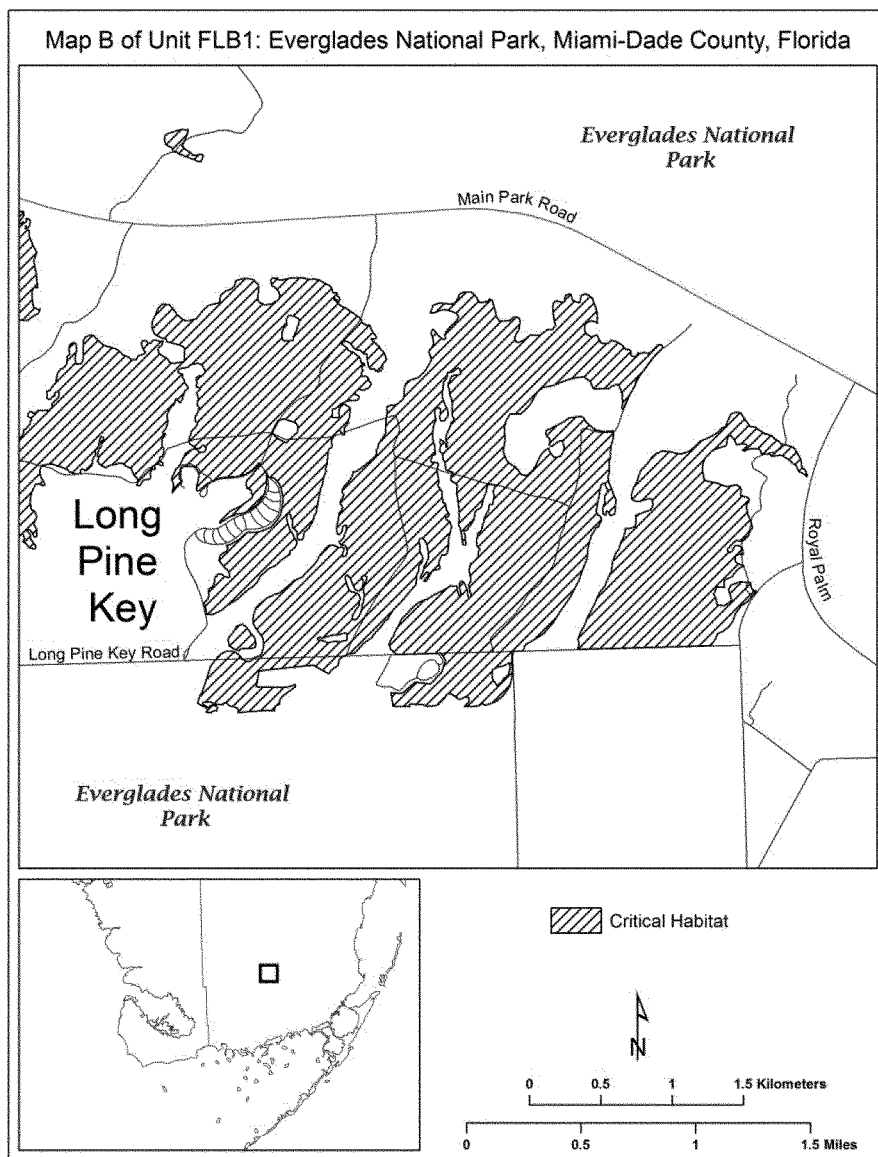 Map B of Unit FLB1: Everglades National Park, Miami-Dade County, Florida
Everglades National
Park
Main Park Road
Long
Pine
Key
Royal Palm
Long Pine Key Road
Everglades National
Park
Critical Habitat
N
0 0.5 1 1.5 Kilometers
0 0.5 1 1.5 Miles